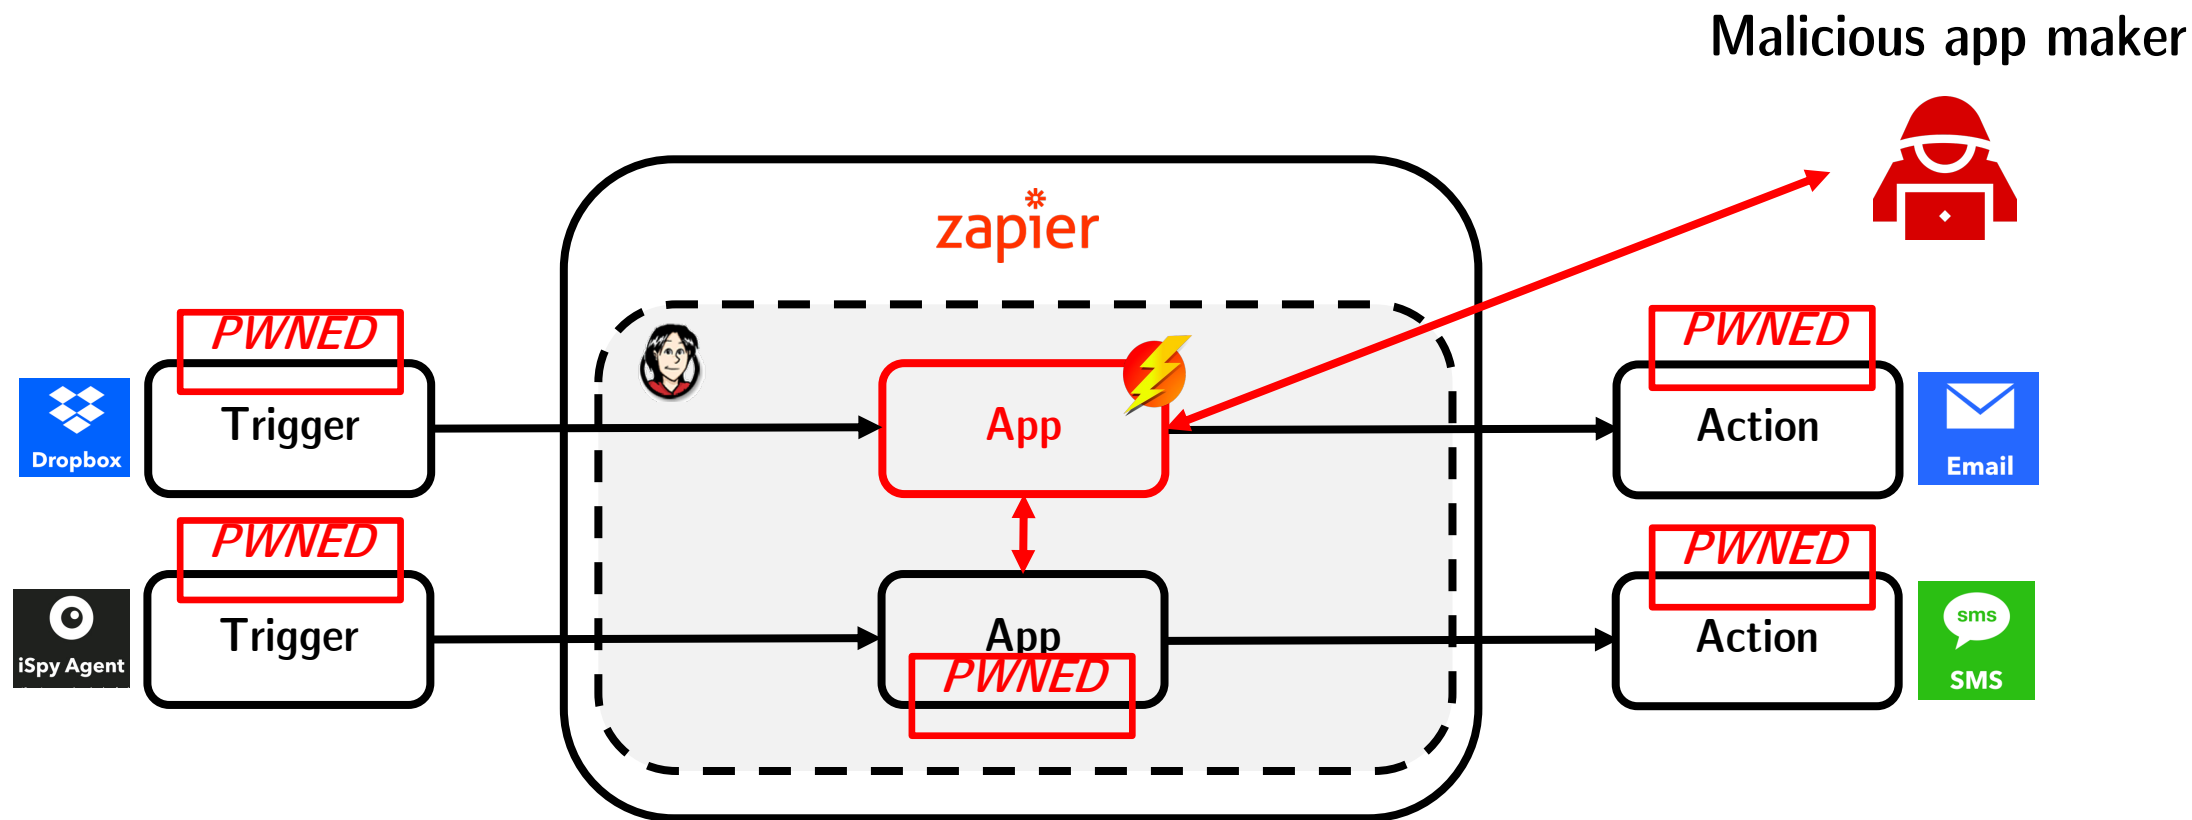 Malicious app maker
zapier
PWNED
PWNED
Trigger
App
Action
Dropbox
Email
PWNED
PWNED
Trigger
App
Action
iSpy Agent
PWNED
sms
SMS